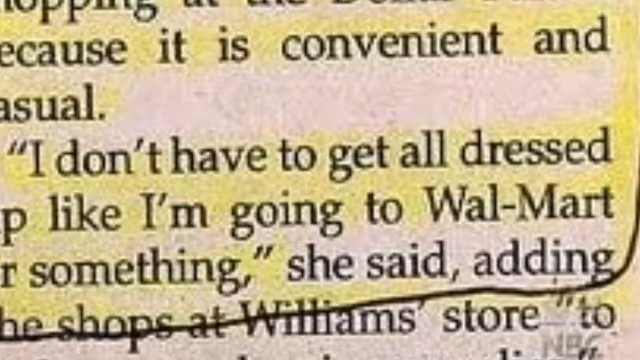 ecause it is convenient and
asual.
"I don't have to get all dressed
p like I'm going to Wal-Mart
r something," she said, adding
he shops at Williams' store "to
NBC